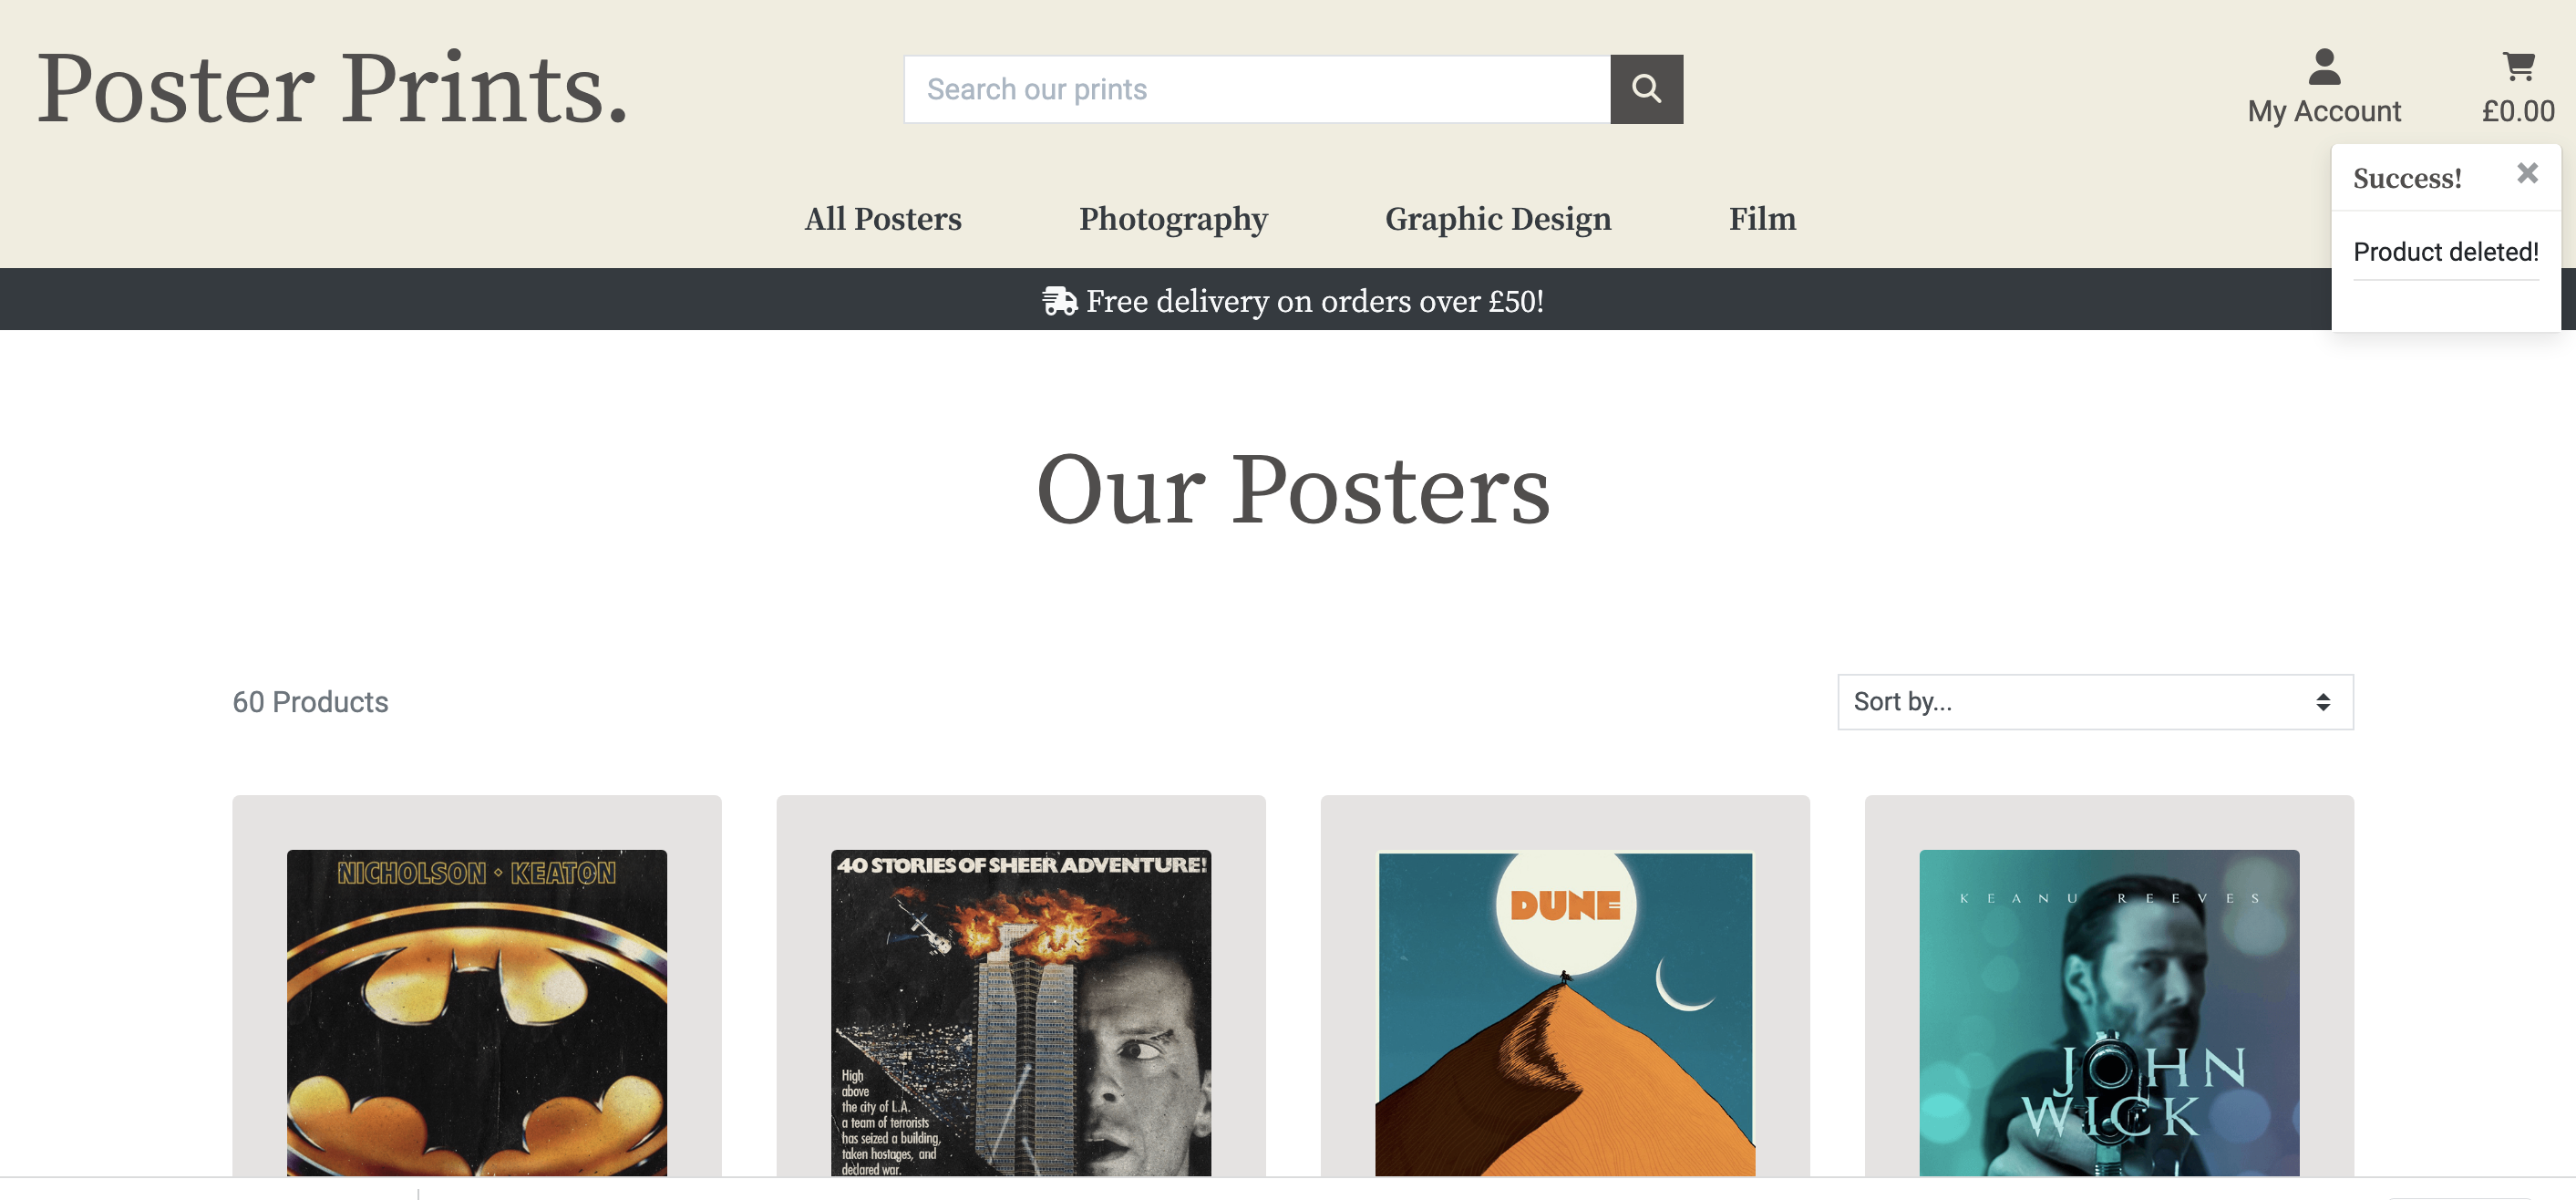 Poster Prints.
Search our prints
My Account
£0.00
Success!
Product deleted!
All Posters
Photography
Graphic Design
Film
Free delivery on orders over £50!
Our Posters
60 Products
Sort by...
NICHOLSON • KEATON
40 STORIES OF SHEER ADVENTURE!
High
above
the city of L.A.
a team of terrorists
has seized a building,
taken hostages, and
declared war.
DUNE
KEANU REEVES
JOHN
WICK